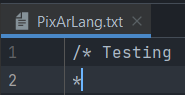 PixArLang.txt
1 /* Testing
2 *